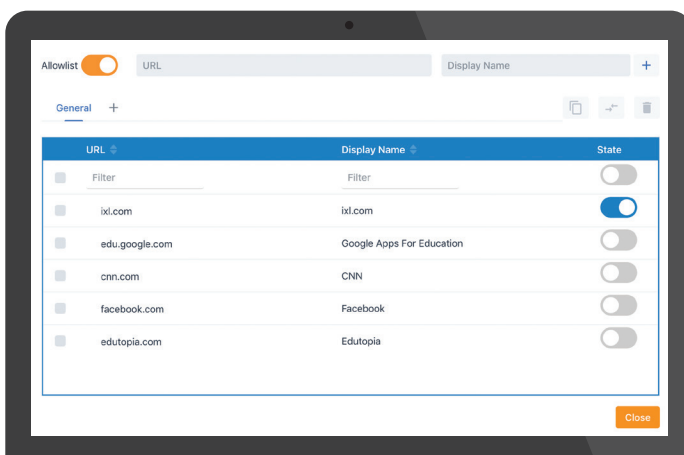 Allowlist URL Display Name +
General +
URL Display Name State
Filter Filter
ixl.com ixl.com
edu.google.com Google Apps For Education
cnn.com CNN
facebook.com Facebook
edutopia.com Edutopia
Close